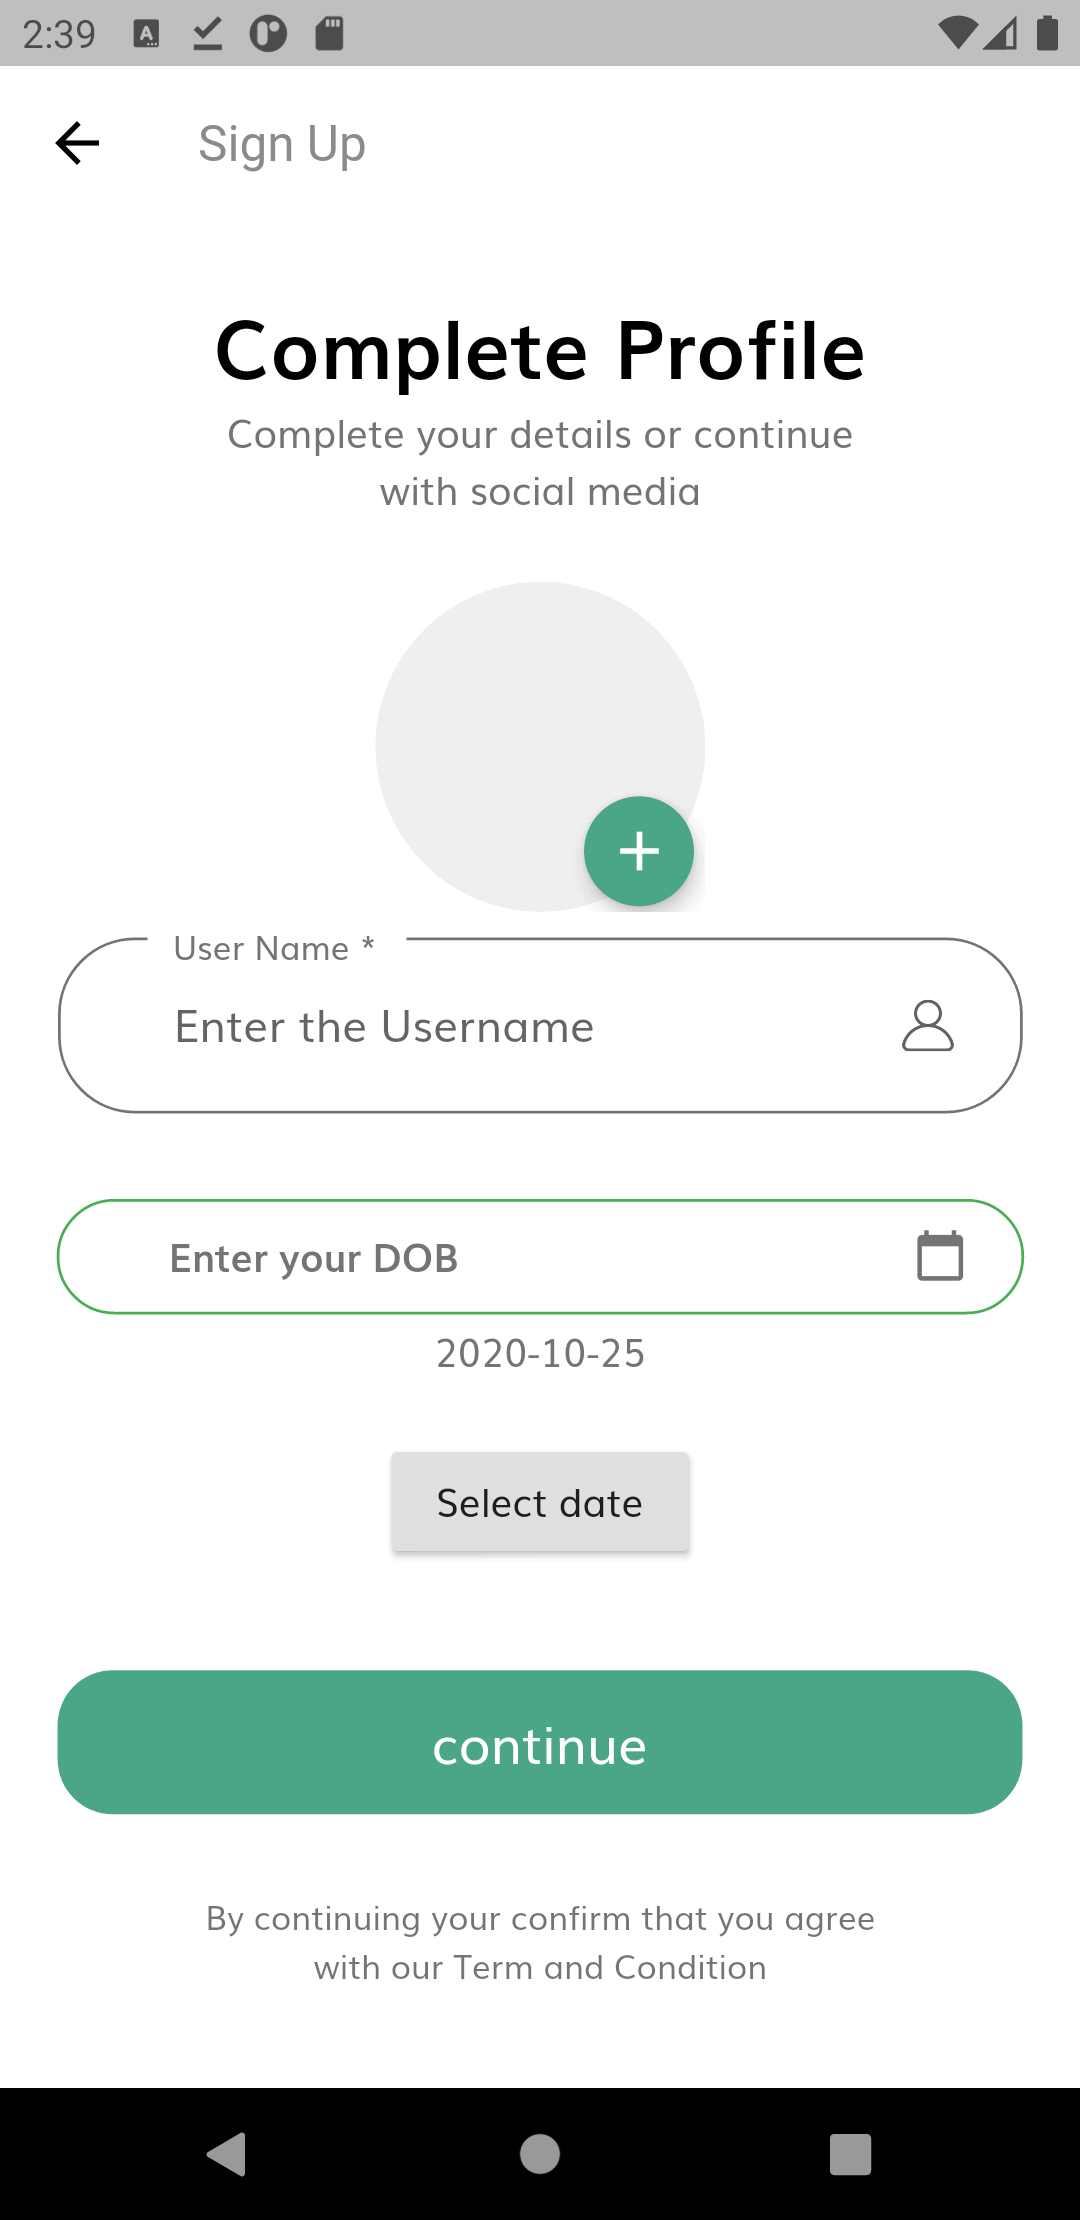 2:39
Sign Up
Complete Profile
Complete your details or continue
with social media
User Name *
Enter the Username
Enter your DOB
2020-10-25
Select date
continue
By continuing your confirm that you agree
with our Term and Condition